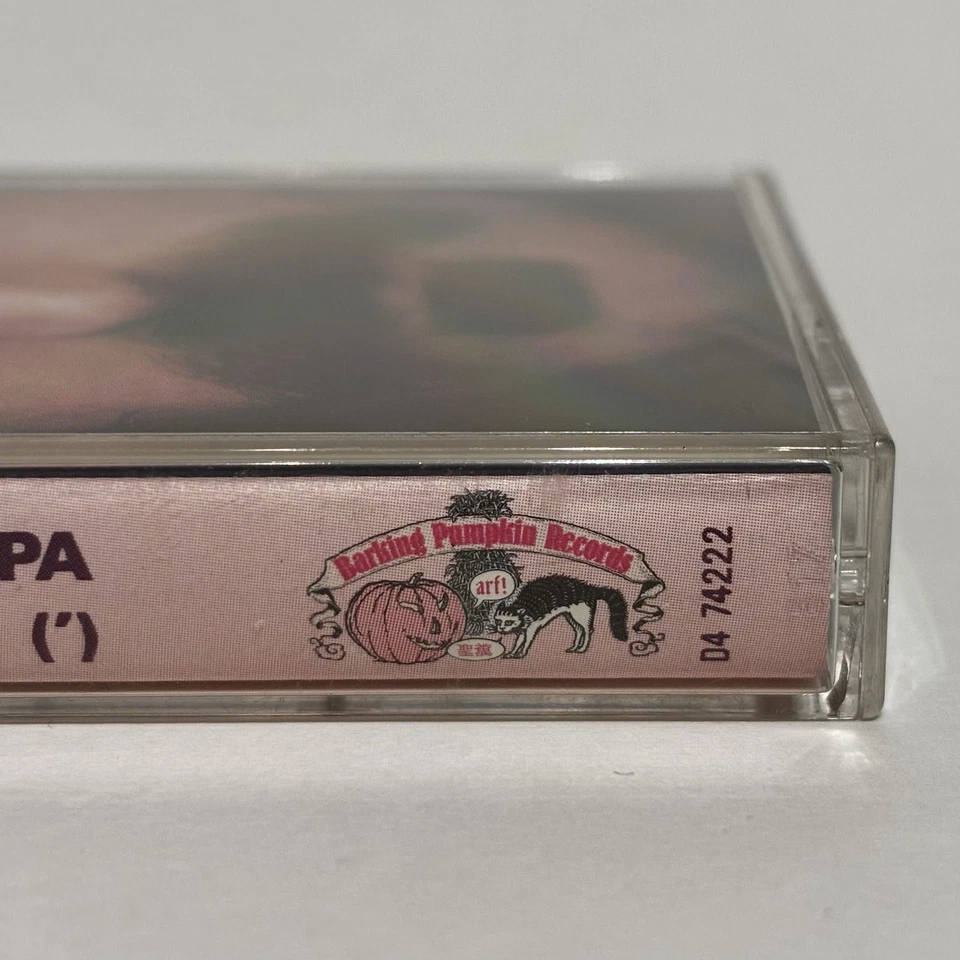 PA
(')
Barking Pumpkin Records
arf!
D4 74222